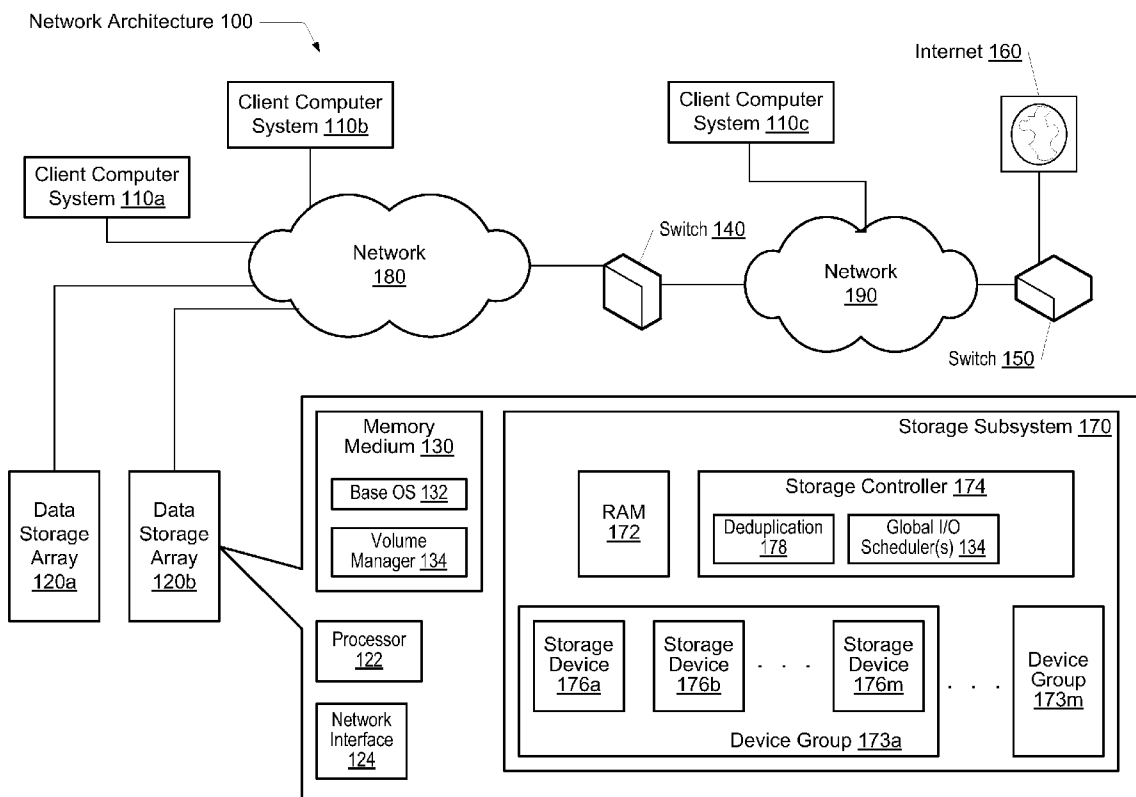 Network Architecture 100
Internet 160
Client Computer
System 110b
Client Computer
System 110c
Client Computer
System 110a
Switch 140
Network
180
Network
190
Switch 150
Memory
Medium 130
Base OS 132
Volume
Manager 134
Storage Subsystem 170
RAM
172
Storage Controller 174
Deduplication
178
Global I/O
Scheduler(s) 134
Data
Storage
Array
120a
Data
Storage
Array
120b
Processor
122
Network
Interface
124
Storage
Device
176a
Storage
Device
176b
. . .
Storage
Device
176m
Device Group 173a
. . .
Device
Group
173m